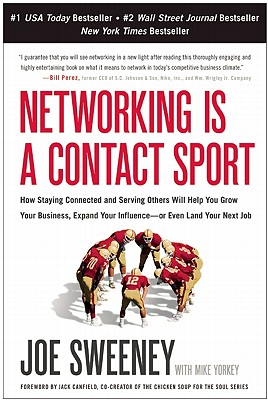 #1 USA Today Bestseller • #2 Wall Street Journal Bestseller
New York Times Bestseller
"I guarantee that you will see networking in a new light after reading this thoroughly engaging and
highly entertaining book on what it means to network in today's competitive business climate."
— Bill Perez, former CEO of S.C. Johnson & Son, Nike, Inc., and Wm. Wrigley Jr. Company
NETWORKING IS
A CONTACT SPORT
How Staying Connected and Serving Others Will Help You Grow
Your Business, Expand Your Influence—or Even Land Your Next Job
12
JOE SWEENEY
WITH MIKE YORKEY
FOREWORD BY JACK CANFIELD, CO-CREATOR OF THE CHICKEN SOUP FOR THE SOUL SERIES